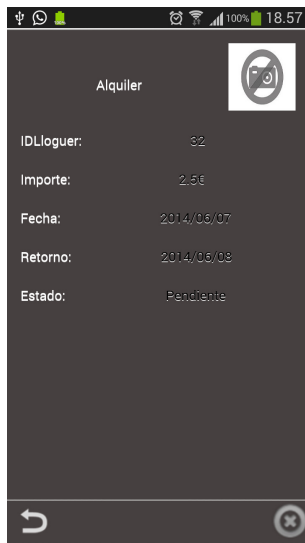 100% 18.57
Alquiler
IDLloguer: 32
Importe: 2.5€
Fecha: 2014/06/07
Retorno: 2014/06/08
Estado: Pendiente